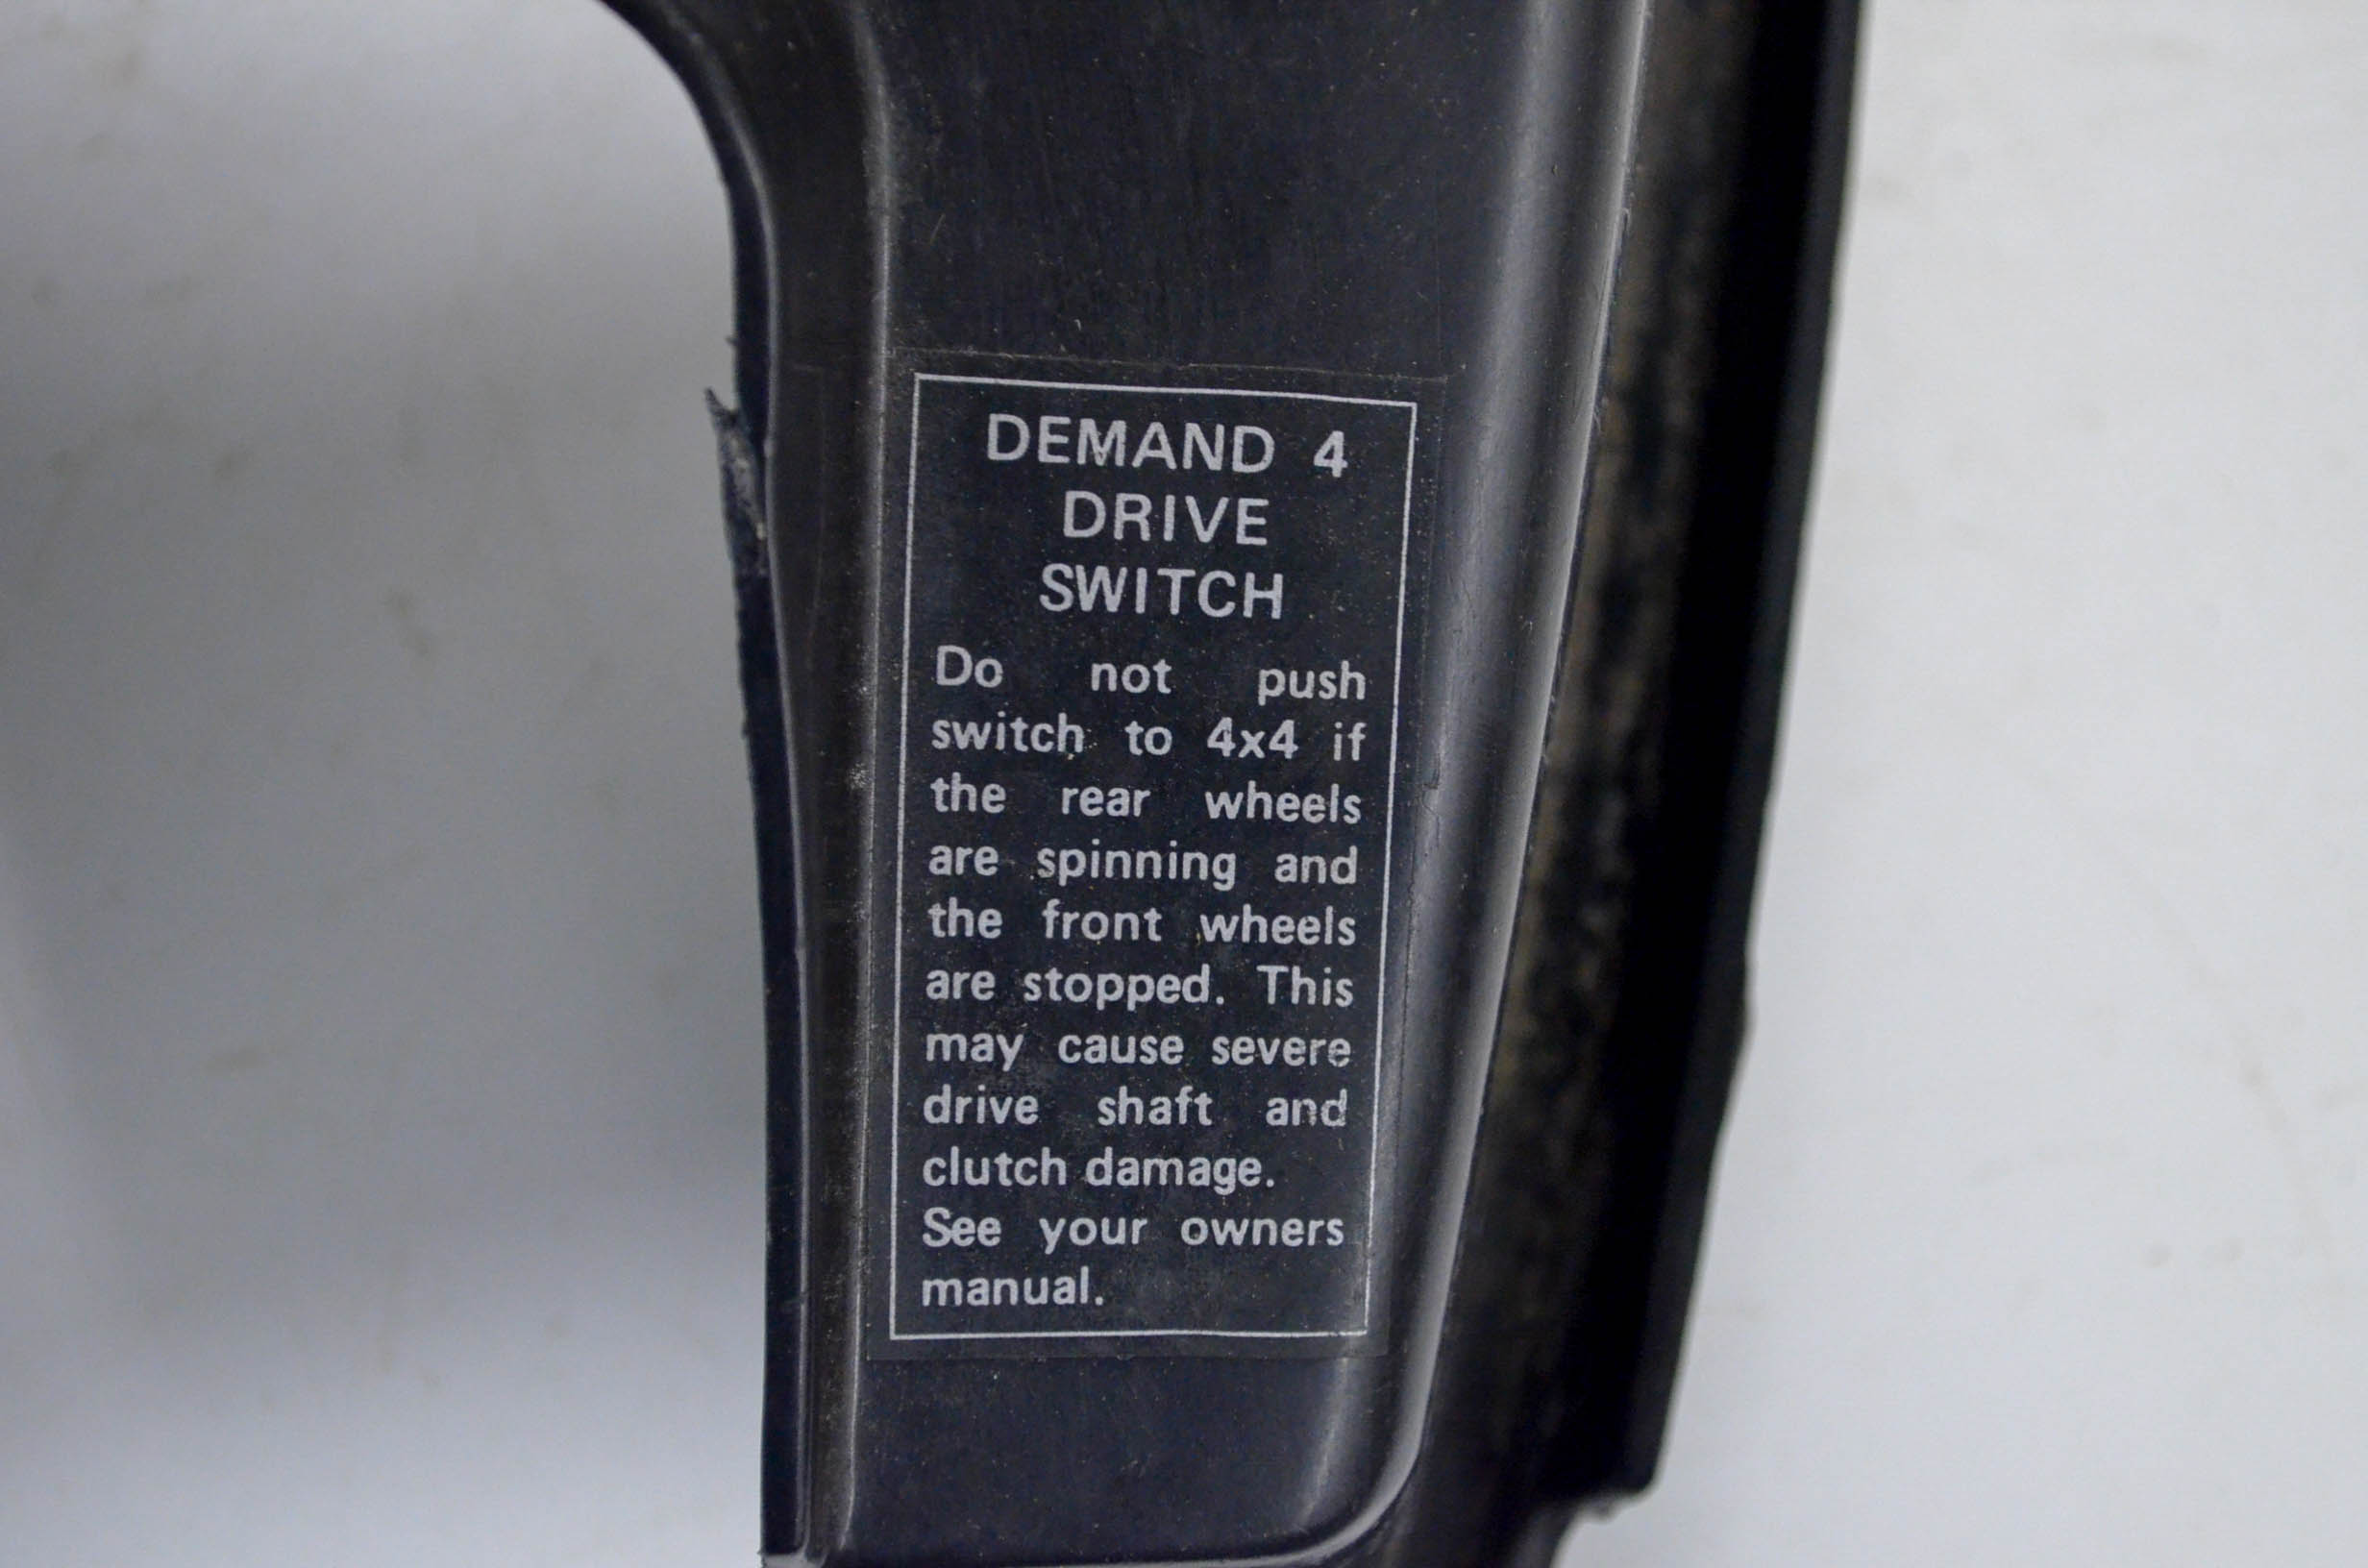 DEMAND 4
DRIVE
SWITCH
Do not push
switch to 4x4 if
the rear wheels
are spinning and
the front wheels
are stopped. This
may cause severe
drive shaft and
clutch damage.
See your owners
manual.